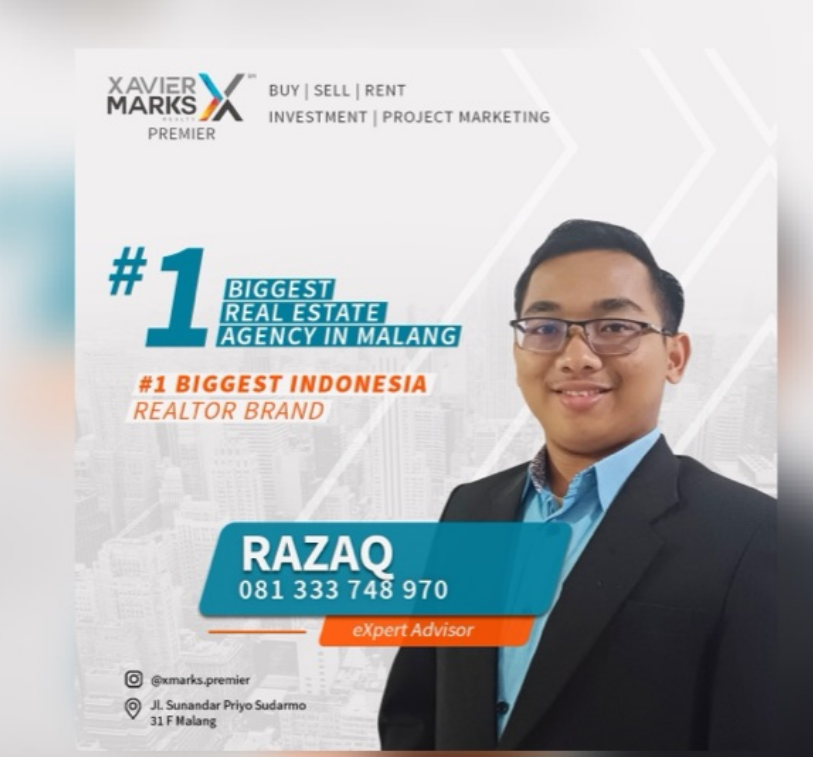 XAVIER
MARKS
REALTY
PREMIER
BUY | SELL | RENT
INVESTMENT | PROJECT MARKETING
#1
BIGGEST
REAL ESTATE
AGENCY IN MALANG
#1 BIGGEST INDONESIA
REALTOR BRAND
RAZAQ
081 333 748 970
eXpert Advisor
@xmarks.premier
Jl. Sunandar Priyo Sudarmo
31 F Malang